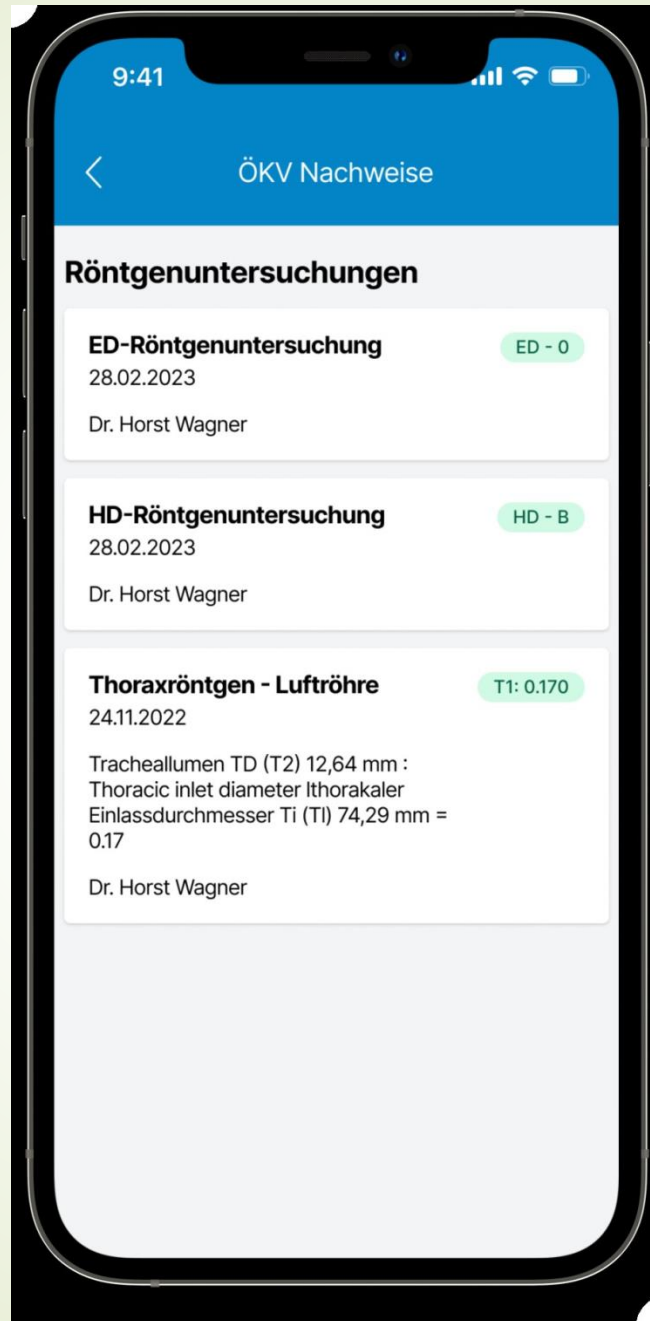 9:41
ÖKV Nachweise
Röntgenuntersuchungen
ED-Röntgenuntersuchung
ED - 0
28.02.2023
Dr. Horst Wagner
HD-Röntgenuntersuchung
HD - B
28.02.2023
Dr. Horst Wagner
Thoraxröntgen - Luftröhre
T1: 0.170
24.11.2022
Tracheallumen TD (T2) 12,64 mm :
Thoracic inlet diameter Ithorakaler
Einlassdurchmesser Ti (TI) 74,29 mm =
0.17
Dr. Horst Wagner